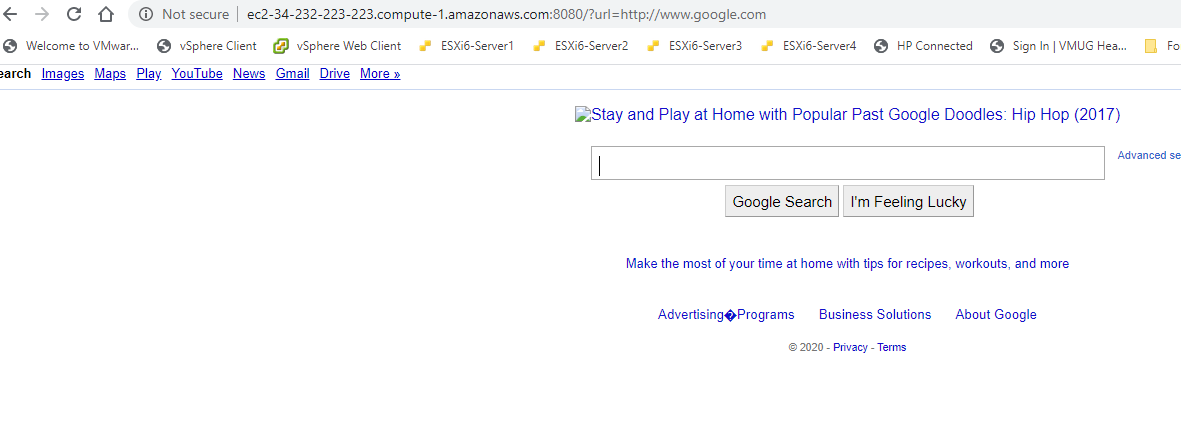 Not secure | ec2-34-232-223-223.compute-1.amazonaws.com:8080/?url=http://www.google.com
Welcome to VMwar... vSphere Client vSphere Web Client ESXi6-Server1 ESXi6-Server2 ESXi6-Server3 ESXi6-Server4 HP Connected Sign In | VMUG Hea... Fo
earch Images Maps Play YouTube News Gmail Drive More »
Stay and Play at Home with Popular Past Google Doodles: Hip Hop (2017)
Advanced se
Google Search I'm Feeling Lucky
Make the most of your time at home with tips for recipes, workouts, and more
Advertising�Programs Business Solutions About Google
© 2020 - Privacy - Terms